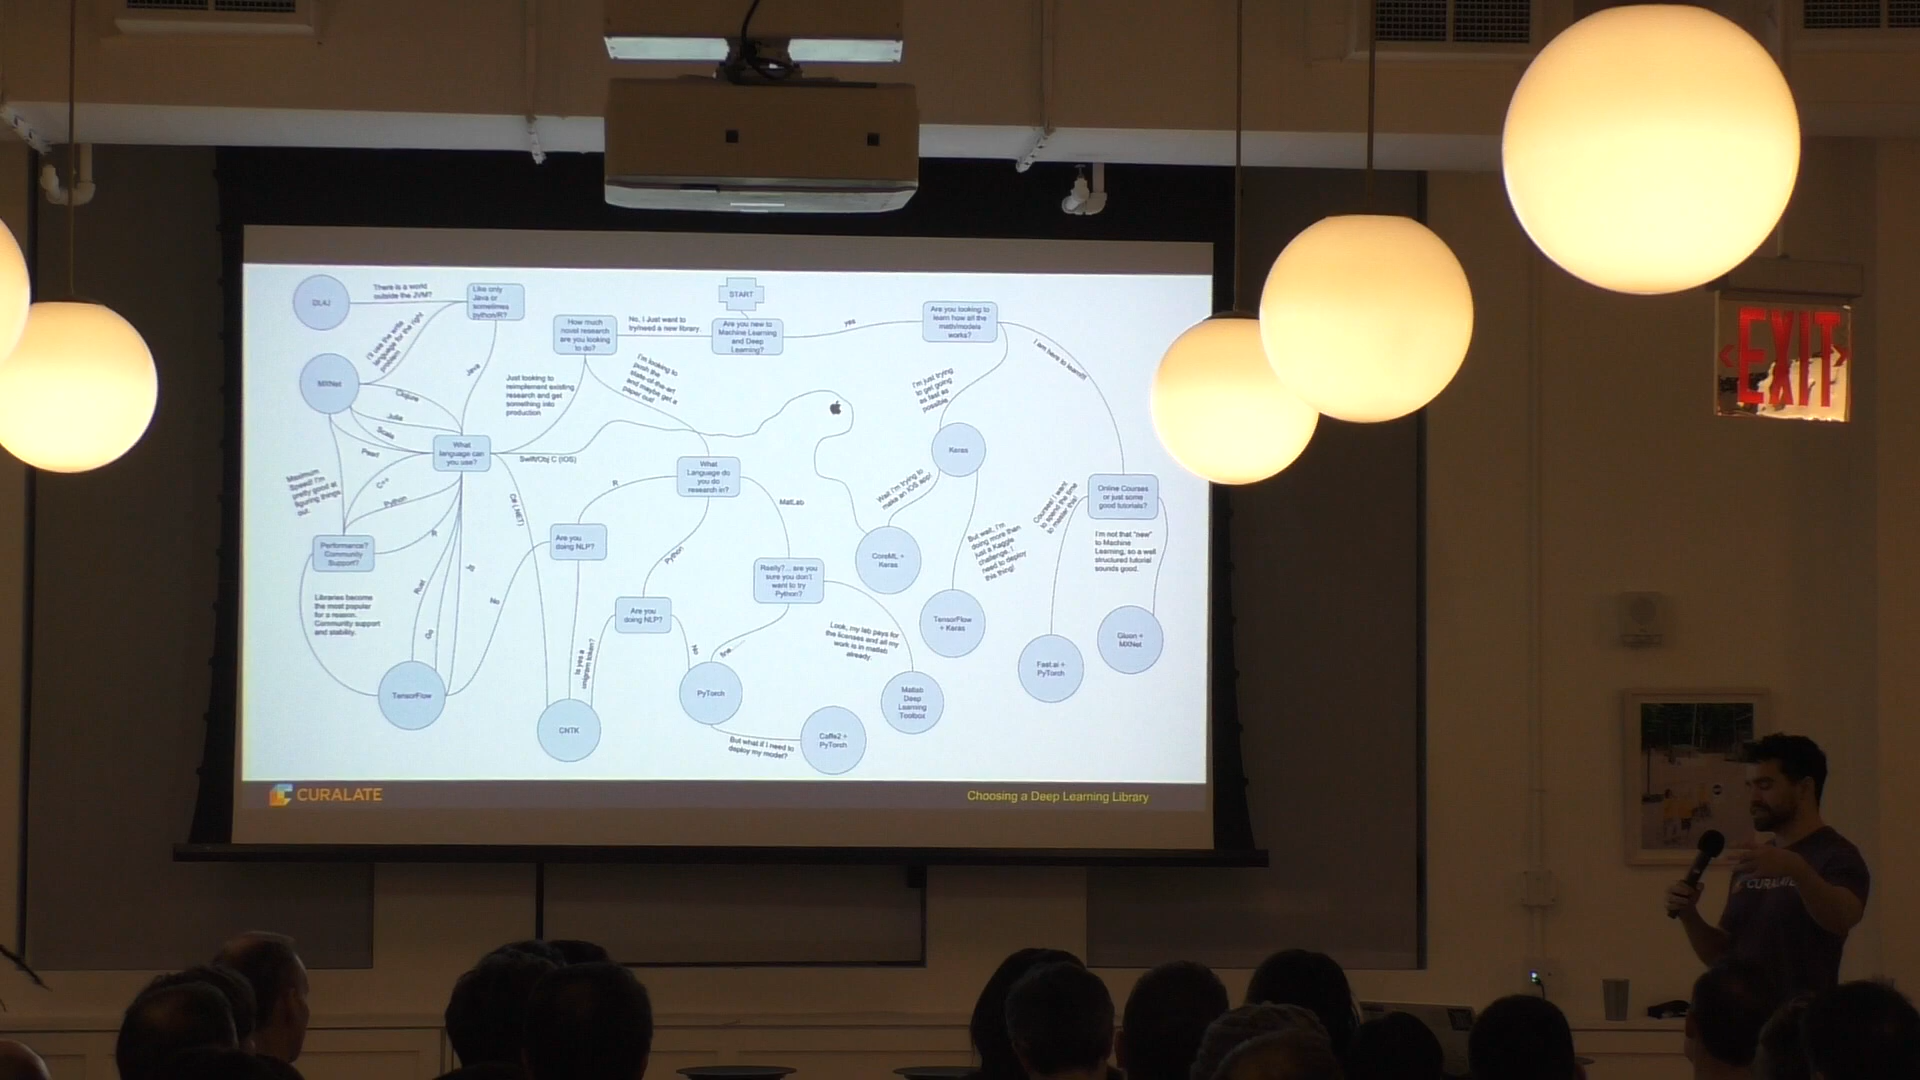 START
Are you new to
Machine Learning
and Deep
Learning?
yes
Are you looking to
learn how all the
math/models
works?
I am here to learn!!!
I'm just trying
to get going
as fast as
possible
Keras
Wait I'm trying to
make an iOS app!
CoreML +
Keras
But wait, I'm
doing more than
just a Kaggle
challenge, I
need to deploy
this thing!
TensorFlow
+ Keras
Online Courses
or just some
good tutorials?
Courses! I want
to spend the time
to master this!
Fast.ai +
PyTorch
I'm not that "new"
to Machine
Learning, so a well
structured tutorial
sounds good.
Gluon +
MXNet
No, I Just want to
try/need a new library.
How much
novel research
are you looking
to do?
I'm looking to
push the
state-of-the-art
and maybe get a
paper out!
Just looking to
reimplement existing
research and get
something into
production
What
Language do
you do
research in?
R
Are you
doing NLP?
No
Python
Are you
doing NLP?
No
Is yes a
unigram token?
MatLab
Really?... are you
sure you don't
want to try
Python?
fine...
Look, my lab pays for
the licenses and all my
work is in matlab
already.
Matlab
Deep
Learning
Toolbox
PyTorch
But what if I need to
deploy my model?
Caffe2 +
PyTorch
CNTK
What
language can
you use?
Swift/Obj C (iOS)
C# (.NET)
Java
Like only
Java or
sometimes
python/R?
There is a world
outside the JVM?
DL4J
I'll use the write
language for the right
problem
MXNet
Clojure
Julia
Scala
Pearl
C++
Python
R
Rust
Go
JS
Maximum
Speed! I'm
pretty good at
figuring things
out.
Performance?
Community
Support?
Libraries become
the most popular
for a reason.
Community support
and stability.
TensorFlow
CURALATE
Choosing a Deep Learning Library
EXIT
CURALATE